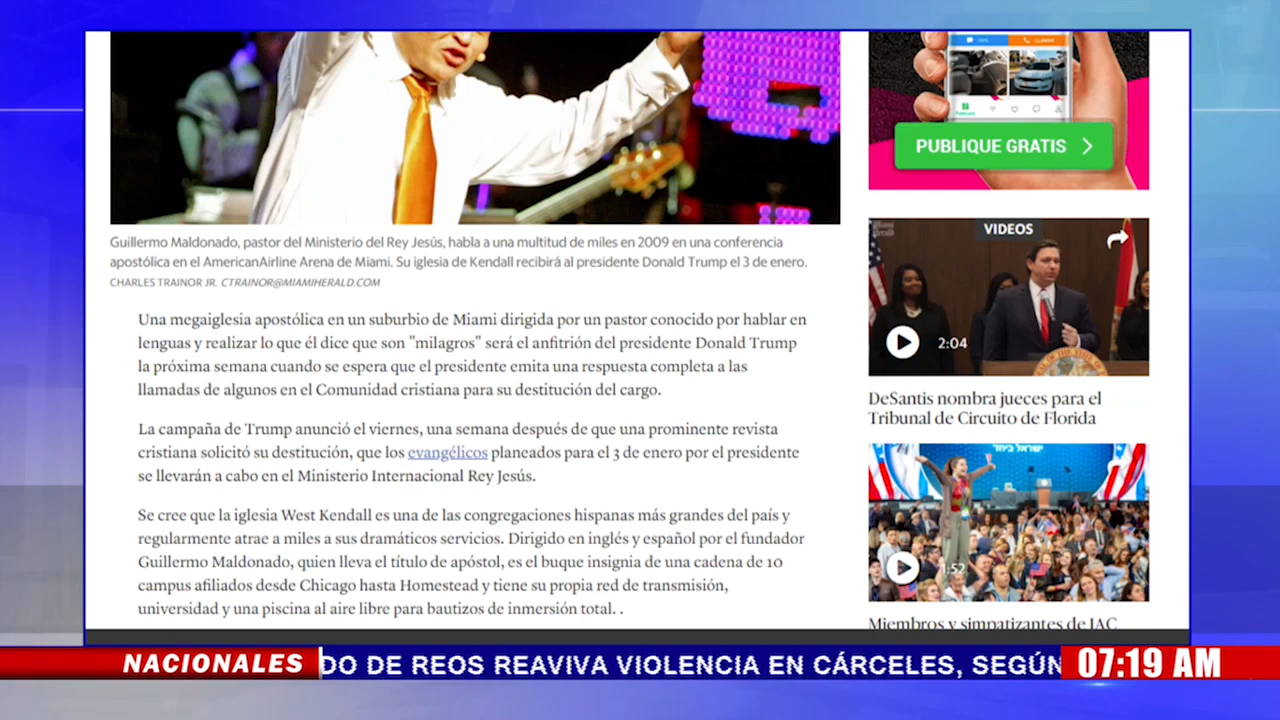 PUBLIQUE GRATIS
Guillermo Maldonado, pastor del Ministerio del Rey Jesús, habla a una multitud de miles en 2009 en una conferencia
apostólica en el AmericanAirline Arena de Miami. Su iglesia de Kendall recibirá al presidente Donald Trump el 3 de enero.
CHARLES TRAINOR JR. CTRAINOR@MIAMIHERALD.COM
Una megaiglesia apostólica en un suburbio de Miami dirigida por un pastor conocido por hablar en
lenguas y realizar lo que él dice que son "milagros" será el anfitrión del presidente Donald Trump
la próxima semana cuando se espera que el presidente emita una respuesta completa a las
llamadas de algunos en el Comunidad cristiana para su destitución del cargo.
La campaña de Trump anunció el viernes, una semana después de que una prominente revista
cristiana solicitó su destitución, que los evangélicos planeados para el 3 de enero por el presidente
se llevarán a cabo en el Ministerio Internacional Rey Jesús.
Se cree que la iglesia West Kendall es una de las congregaciones hispanas más grandes del país y
regularmente atrae a miles a sus dramáticos servicios. Dirigido en inglés y español por el fundador
Guillermo Maldonado, quien lleva el título de apóstol, es el buque insignia de una cadena de 10
campus afiliados desde Chicago hasta Homestead y tiene su propia red de transmisión,
universidad y una piscina al aire libre para bautizos de inmersión total. .
VIDEOS
2:04
DeSantis nombra jueces para el
Tribunal de Circuito de Florida
1:52
Miembros y simpatizantes de IAC
NACIONALES
DO DE REOS REAVIVA VIOLENCIA EN CÁRCELES, SEGÚN
07:19 AM